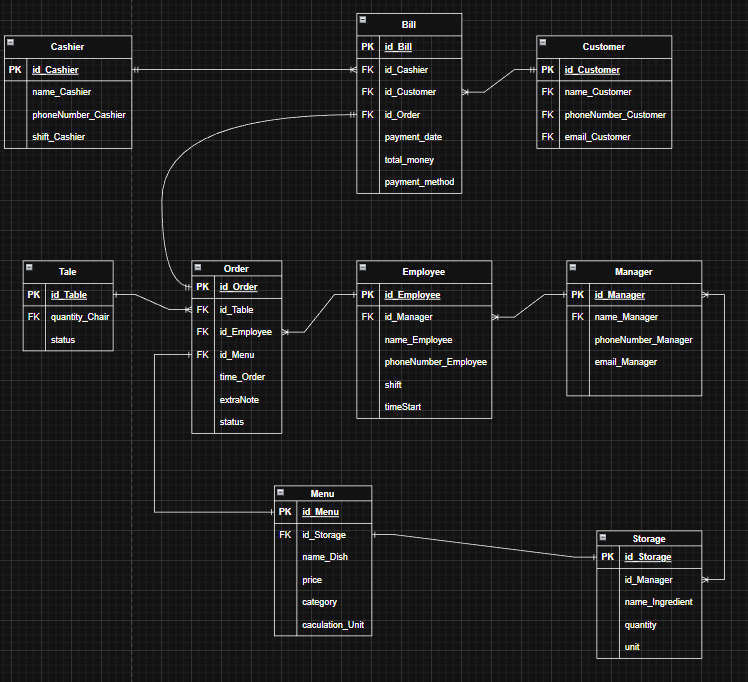 Bill
PK id_Bill
FK id_Cashier
FK id_Customer
FK id_Order
payment_date
total_money
payment_method
Cashier
PK id_Cashier
name_Cashier
phoneNumber_Cashier
shift_Cashier
Customer
PK id_Customer
FK name_Customer
FK phoneNumber_Customer
FK email_Customer
Tale
PK id_Table
FK quantity_Chair
status
Order
PK id_Order
FK id_Table
FK id_Employee
FK id_Menu
time_Order
extraNote
status
Employee
PK id_Employee
FK id_Manager
name_Employee
phoneNumber_Employee
shift
timeStart
Manager
PK id_Manager
FK name_Manager
phoneNumber_Manager
email_Manager
Menu
PK id_Menu
FK id_Storage
name_Dish
price
category
caculation_Unit
Storage
PK id_Storage
id_Manager
name_Ingredient
quantity
unit